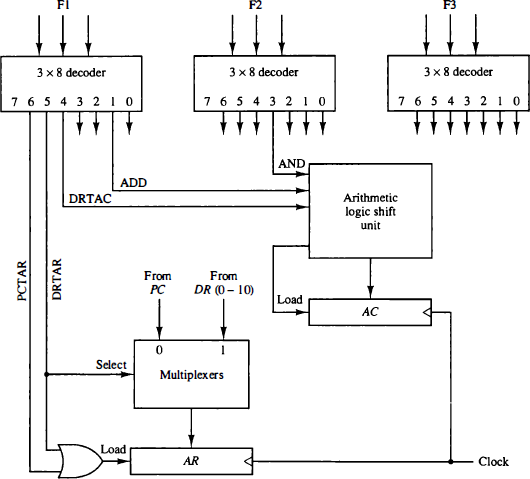 F1 F2 F3
3 × 8 decoder 3 × 8 decoder 3 × 8 decoder
7 6 5 4 3 2 1 0 7 6 5 4 3 2 1 0 7 6 5 4 3 2 1 0
AND
ADD
DRTAC
Arithmetic
logic shift
unit
PCTAR
DRTAR
From
PC
From
DR (0 – 10)
Load
AC
0 1
Select
Multiplexers
Load
AR
Clock